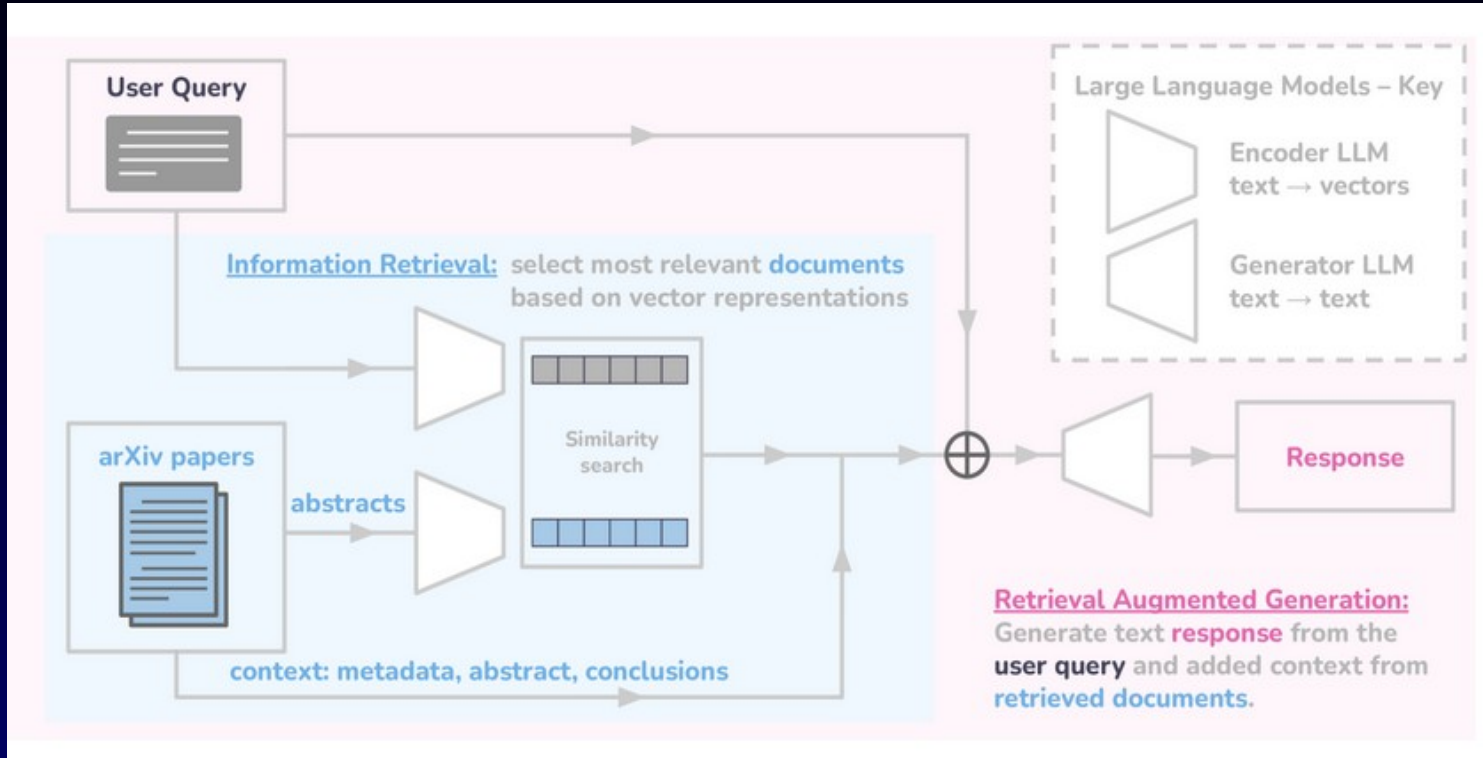 User Query
Large Language Models – Key
Encoder LLM
text → vectors
Generator LLM
text → text
Information Retrieval: select most relevant documents
based on vector representations
Similarity
search
arXiv papers
abstracts
context: metadata, abstract, conclusions
Response
Retrieval Augmented Generation:
Generate text response from the
user query and added context from
retrieved documents.